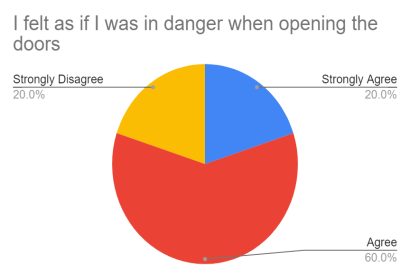 I felt as if I was in danger when opening the
doors
Strongly Disagree
20.0%
Strongly Agree
20.0%
Agree
60.0%